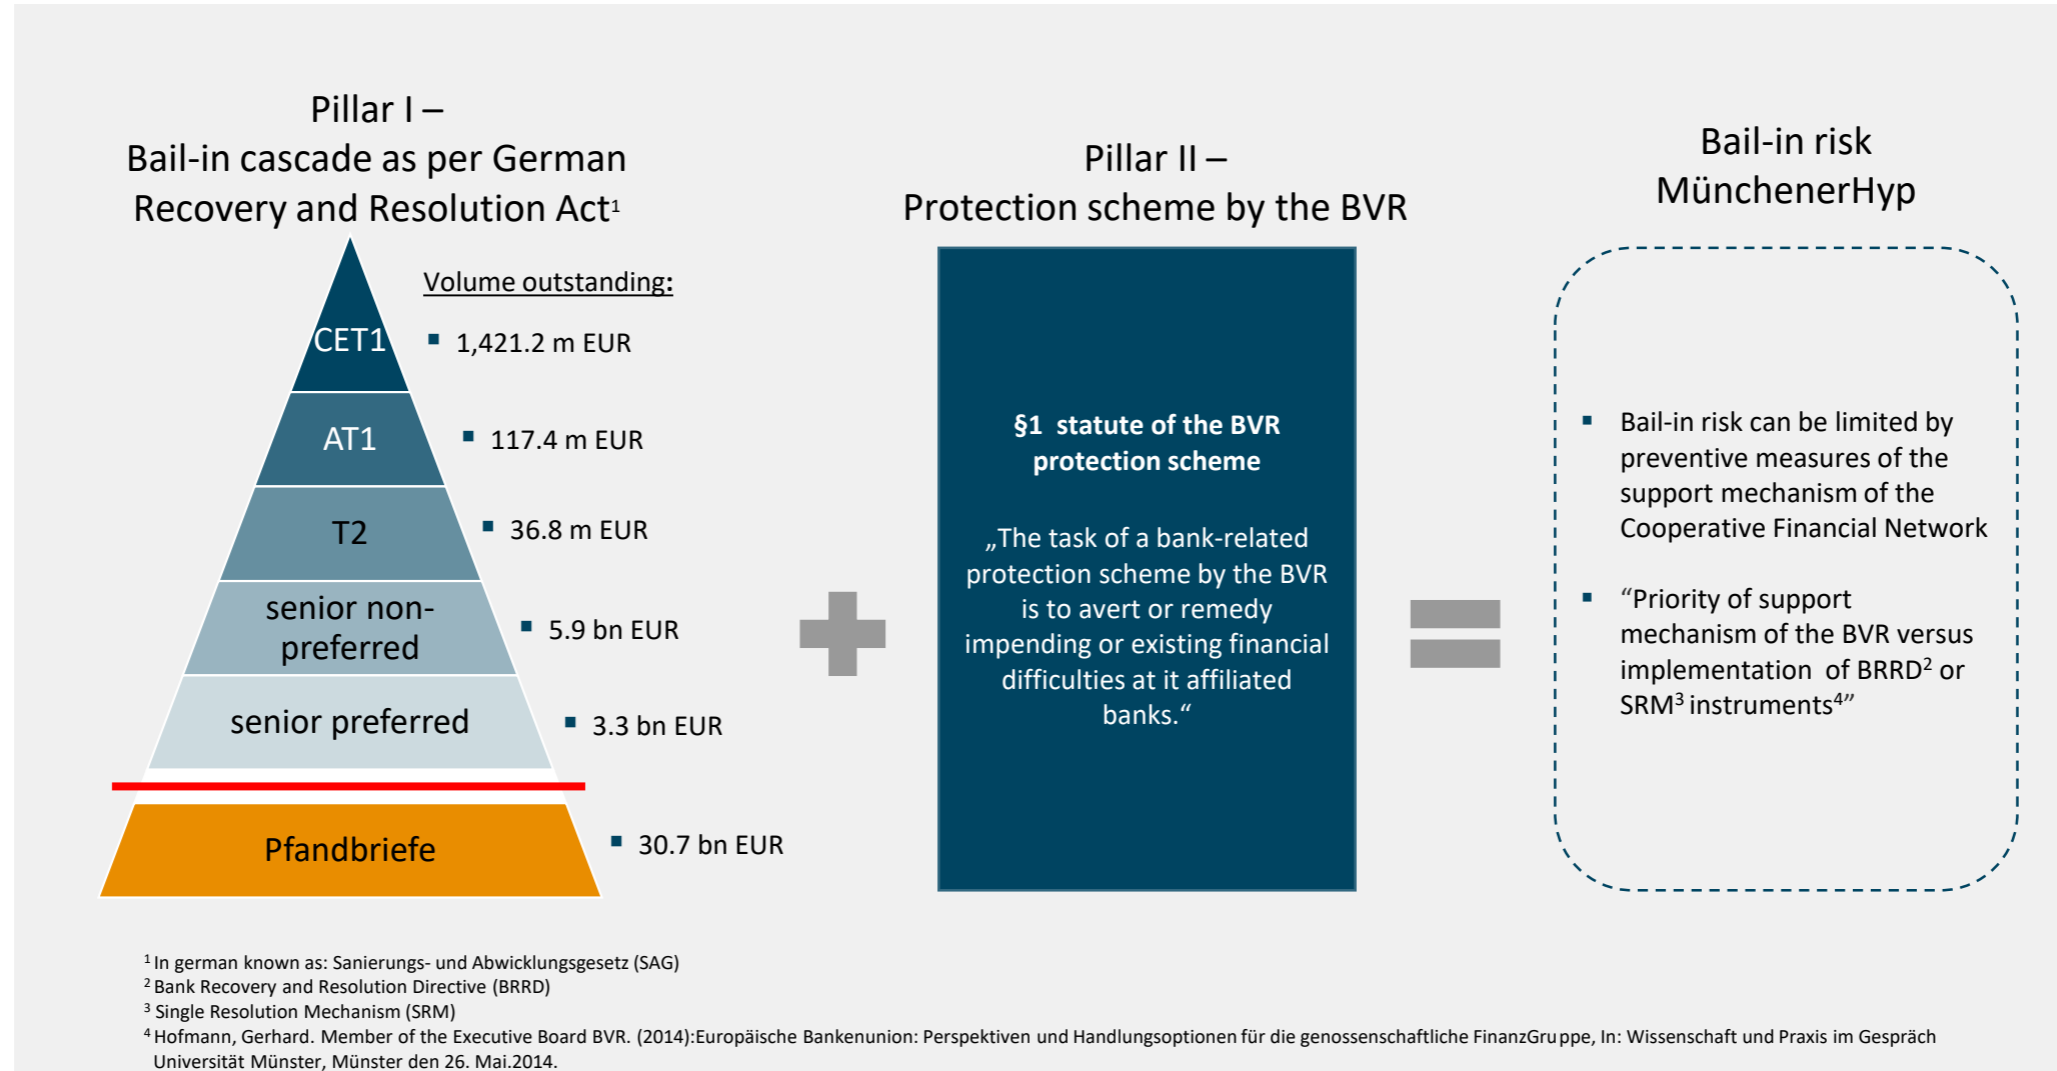 Pillar I –
Bail-in cascade as per German
Recovery and Resolution Act¹
Volume outstanding:
CET1
▪ 1,421.2 m EUR
AT1
▪ 117.4 m EUR
T2
▪ 36.8 m EUR
senior non-
preferred
▪ 5.9 bn EUR
senior preferred
▪ 3.3 bn EUR
Pfandbriefe
▪ 30.7 bn EUR
Pillar II –
Protection scheme by the BVR
§1 statute of the BVR
protection scheme
„The task of a bank-related
protection scheme by the BVR
is to avert or remedy
impending or existing financial
difficulties at it affiliated
banks.“
Bail-in risk
MünchenerHyp
▪ Bail-in risk can be limited by
preventive measures of the
support mechanism of the
Cooperative Financial Network
▪ “Priority of support
mechanism of the BVR versus
implementation of BRRD² or
SRM³ instruments⁴”
¹ In german known as: Sanierungs- und Abwicklungsgesetz (SAG)
² Bank Recovery and Resolution Directive (BRRD)
³ Single Resolution Mechanism (SRM)
⁴ Hofmann, Gerhard. Member of the Executive Board BVR. (2014):Europäische Bankenunion: Perspektiven und Handlungsoptionen für die genossenschaftliche FinanzGruppe, In: Wissenschaft und Praxis im Gespräch
Universität Münster, Münster den 26. Mai.2014.